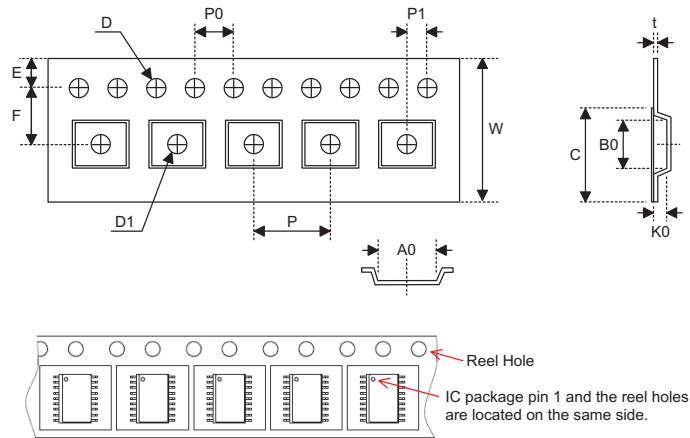 D
P0
P1
t
E
F
W
C
B0
D1
P
K0
A0
Reel Hole
IC package pin 1 and the reel holes
are located on the same side.